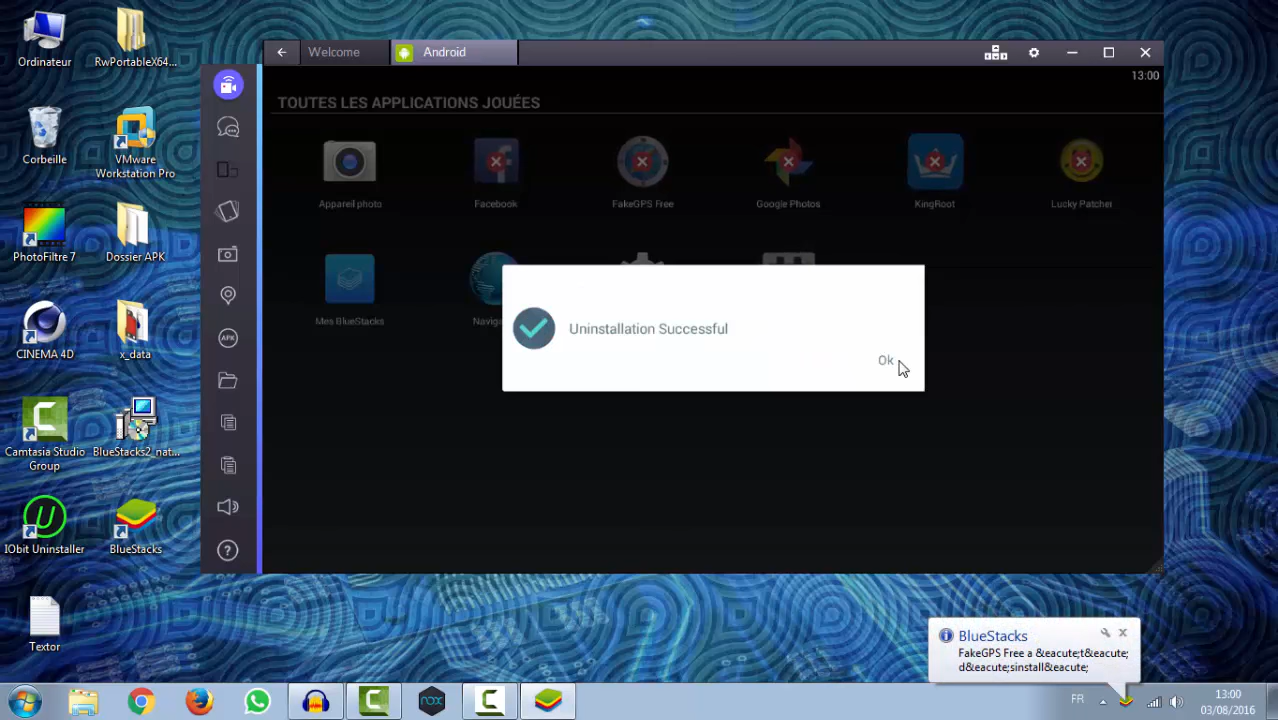 Ordinateur
RwPortableX64...
Corbeille
VMware
Workstation Pro
PhotoFiltre 7
Dossier APK
CINEMA 4D
x_data
Camtasia Studio
Group
BlueStacks2_nat...
IObit Uninstaller
BlueStacks
Textor
Welcome
Android
13:00
TOUTES LES APPLICATIONS JOUÉES
Appareil photo
Facebook
FakeGPS Free
Google Photos
KingRoot
Lucky Patcher
Mes BlueStacks
Navig
APK
Uninstallation Successful
Ok
BlueStacks
FakeGPS Free a &eacute;t&eacute;
d&eacute;sinstall&eacute;
nox
FR
13:00
03/08/2016